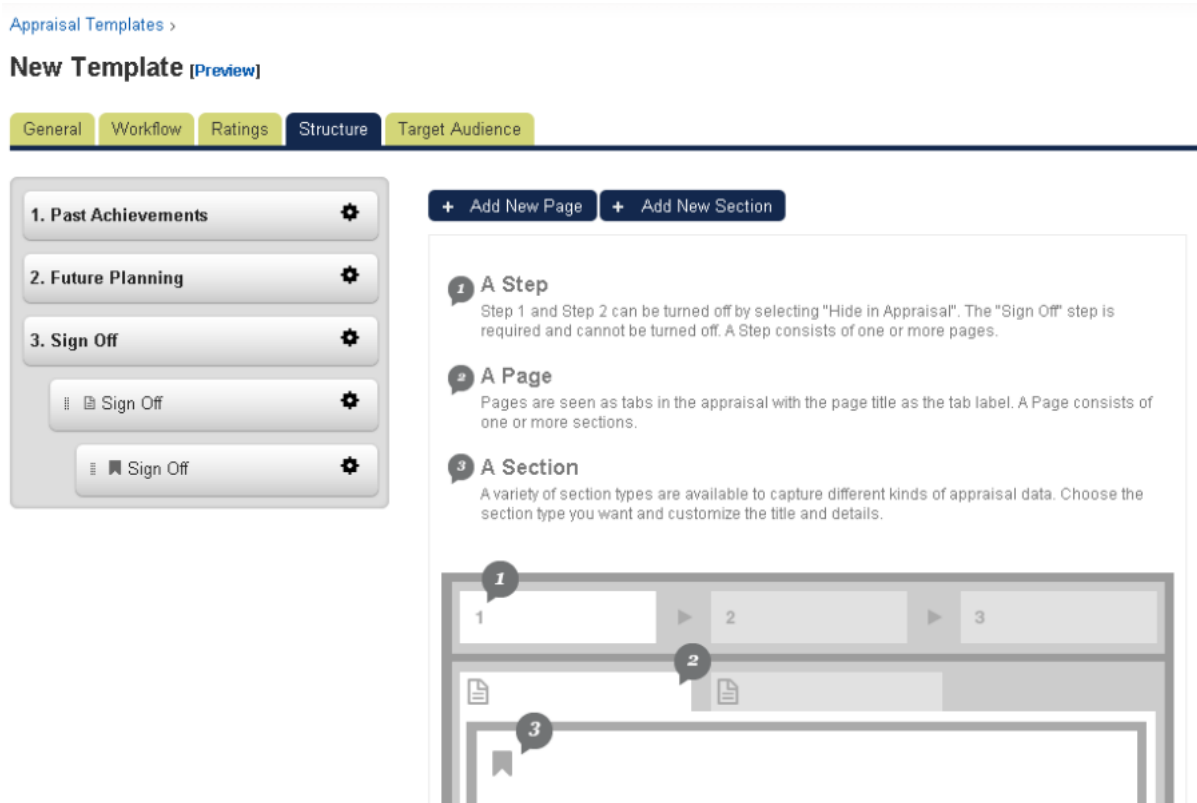 Appraisal Templates ›
New Template [Preview]
General Workflow Ratings Structure Target Audience
1. Past Achievements
2. Future Planning
3. Sign Off
Sign Off
Sign Off
+ Add New Page + Add New Section
1 A Step
Step 1 and Step 2 can be turned off by selecting "Hide in Appraisal". The "Sign Off" step is
required and cannot be turned off. A Step consists of one or more pages.
2 A Page
Pages are seen as tabs in the appraisal with the page title as the tab label. A Page consists of
one or more sections.
3 A Section
A variety of section types are available to capture different kinds of appraisal data. Choose the
section type you want and customize the title and details.
1
1 2 3
2
3